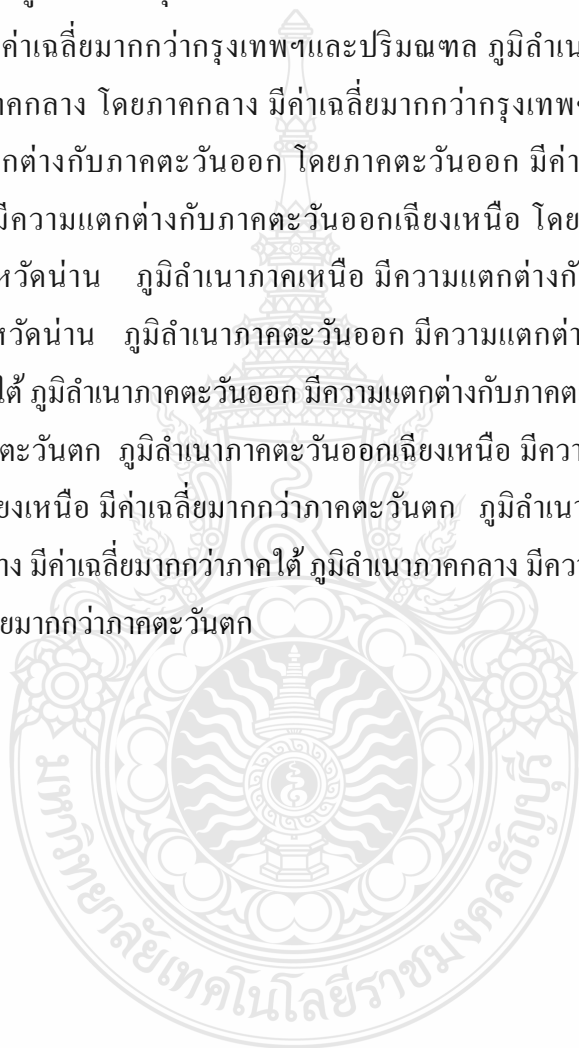 ค่าเฉลี่ยมากกว่ากรุงเทพฯและปริมณฑล ภูมิลำเน
าคกลาง โดยภาคกลาง มีค่าเฉลี่ยมากกว่ากรุงเทพฯ
กต่างกับภาคตะวันออก โดยภาคตะวันออก มีค่า
มีความแตกต่างกับภาคตะวันออกเฉียงเหนือ โดย
หวัดน่าน ภูมิลำเนาภาคเหนือ มีความแตกต่างกั
หวัดน่าน ภูมิลำเนาภาคตะวันออก มีความแตกต่า
ใต้ ภูมิลำเนาภาคตะวันออก มีความแตกต่างกับภาคต
ตะวันตก ภูมิลำเนาภาคตะวันออกเฉียงเหนือ มีควา
ยงเหนือ มีค่าเฉลี่ยมากกว่าภาคตะวันตก ภูมิลำเนา
าง มีค่าเฉลี่ยมากกว่าภาคใต้ ภูมิลำเนาภาคกลาง มีควา
ยมากกว่าภาคตะวันตก
มหาวิทยาลัยเทคโนโลยีราชมงคลธัญบุรี